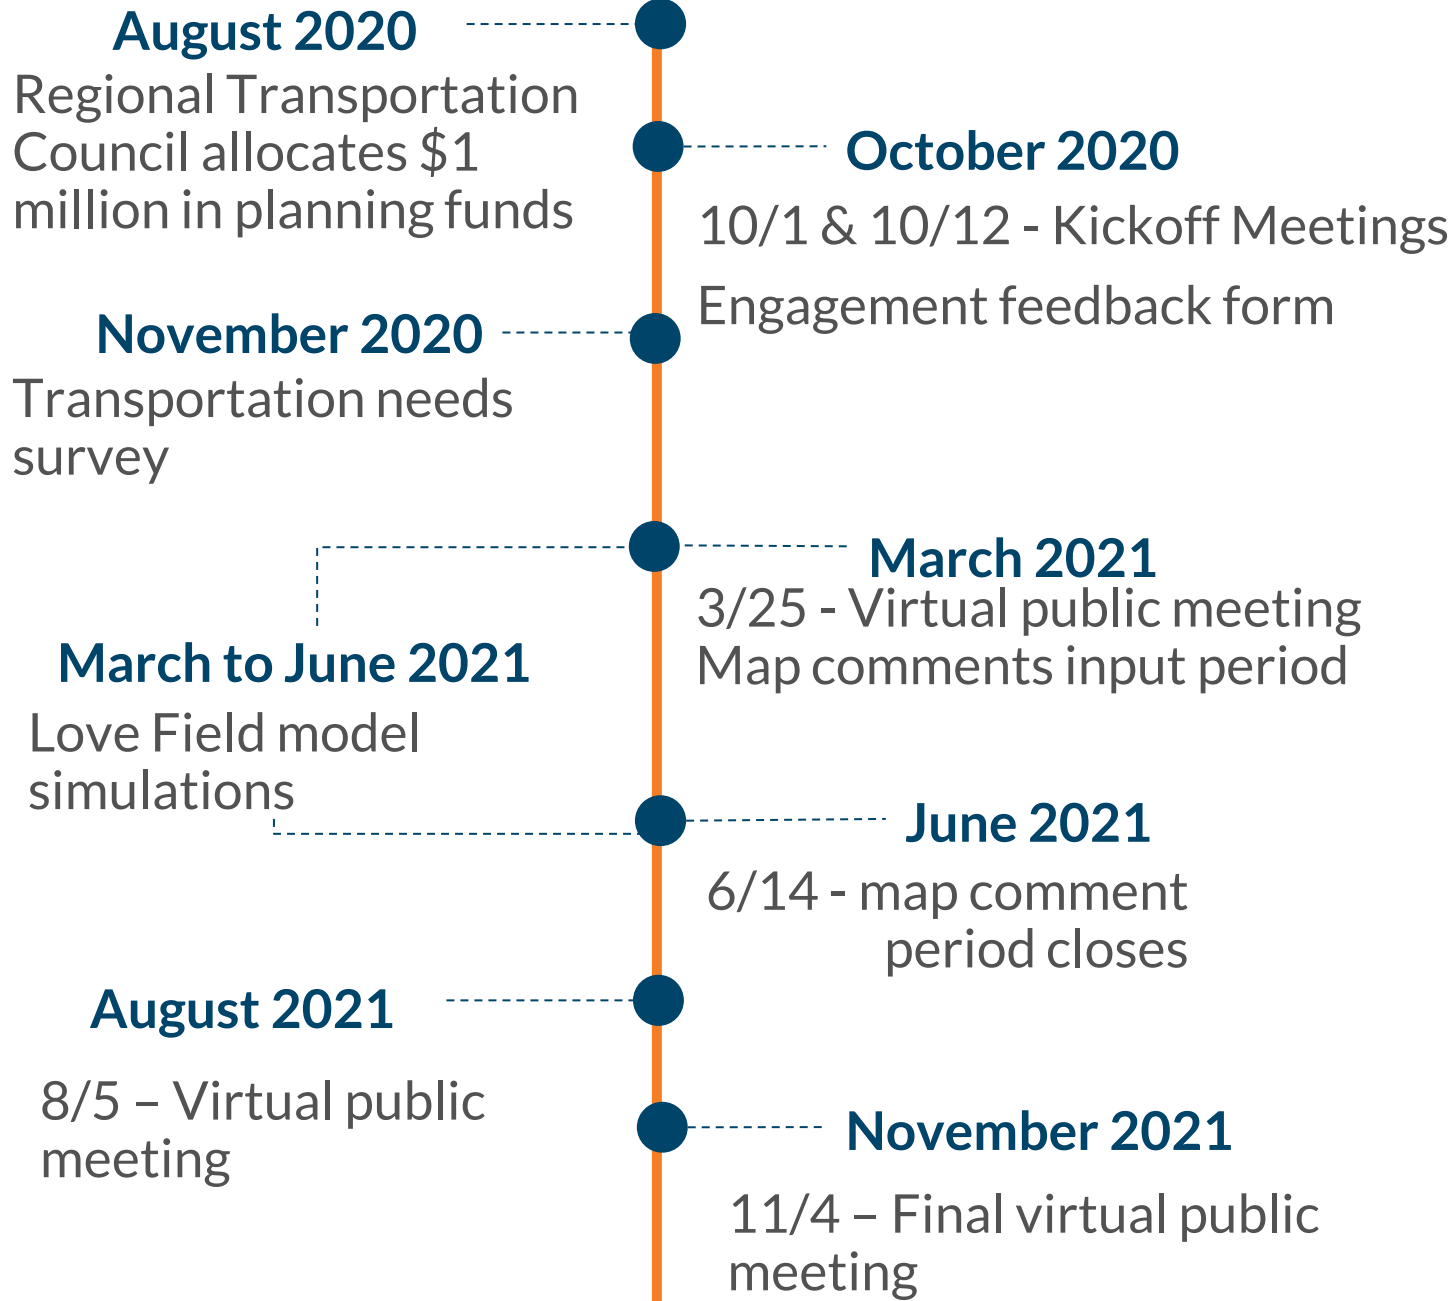 August 2020
Regional Transportation
Council allocates $1
million in planning funds
October 2020
10/1 & 10/12 - Kickoff Meetings
Engagement feedback form
November 2020
Transportation needs
survey
March 2021
3/25 - Virtual public meeting
Map comments input period
March to June 2021
Love Field model
simulations
June 2021
6/14 - map comment
period closes
August 2021
8/5 – Virtual public
meeting
November 2021
11/4 – Final virtual public
meeting